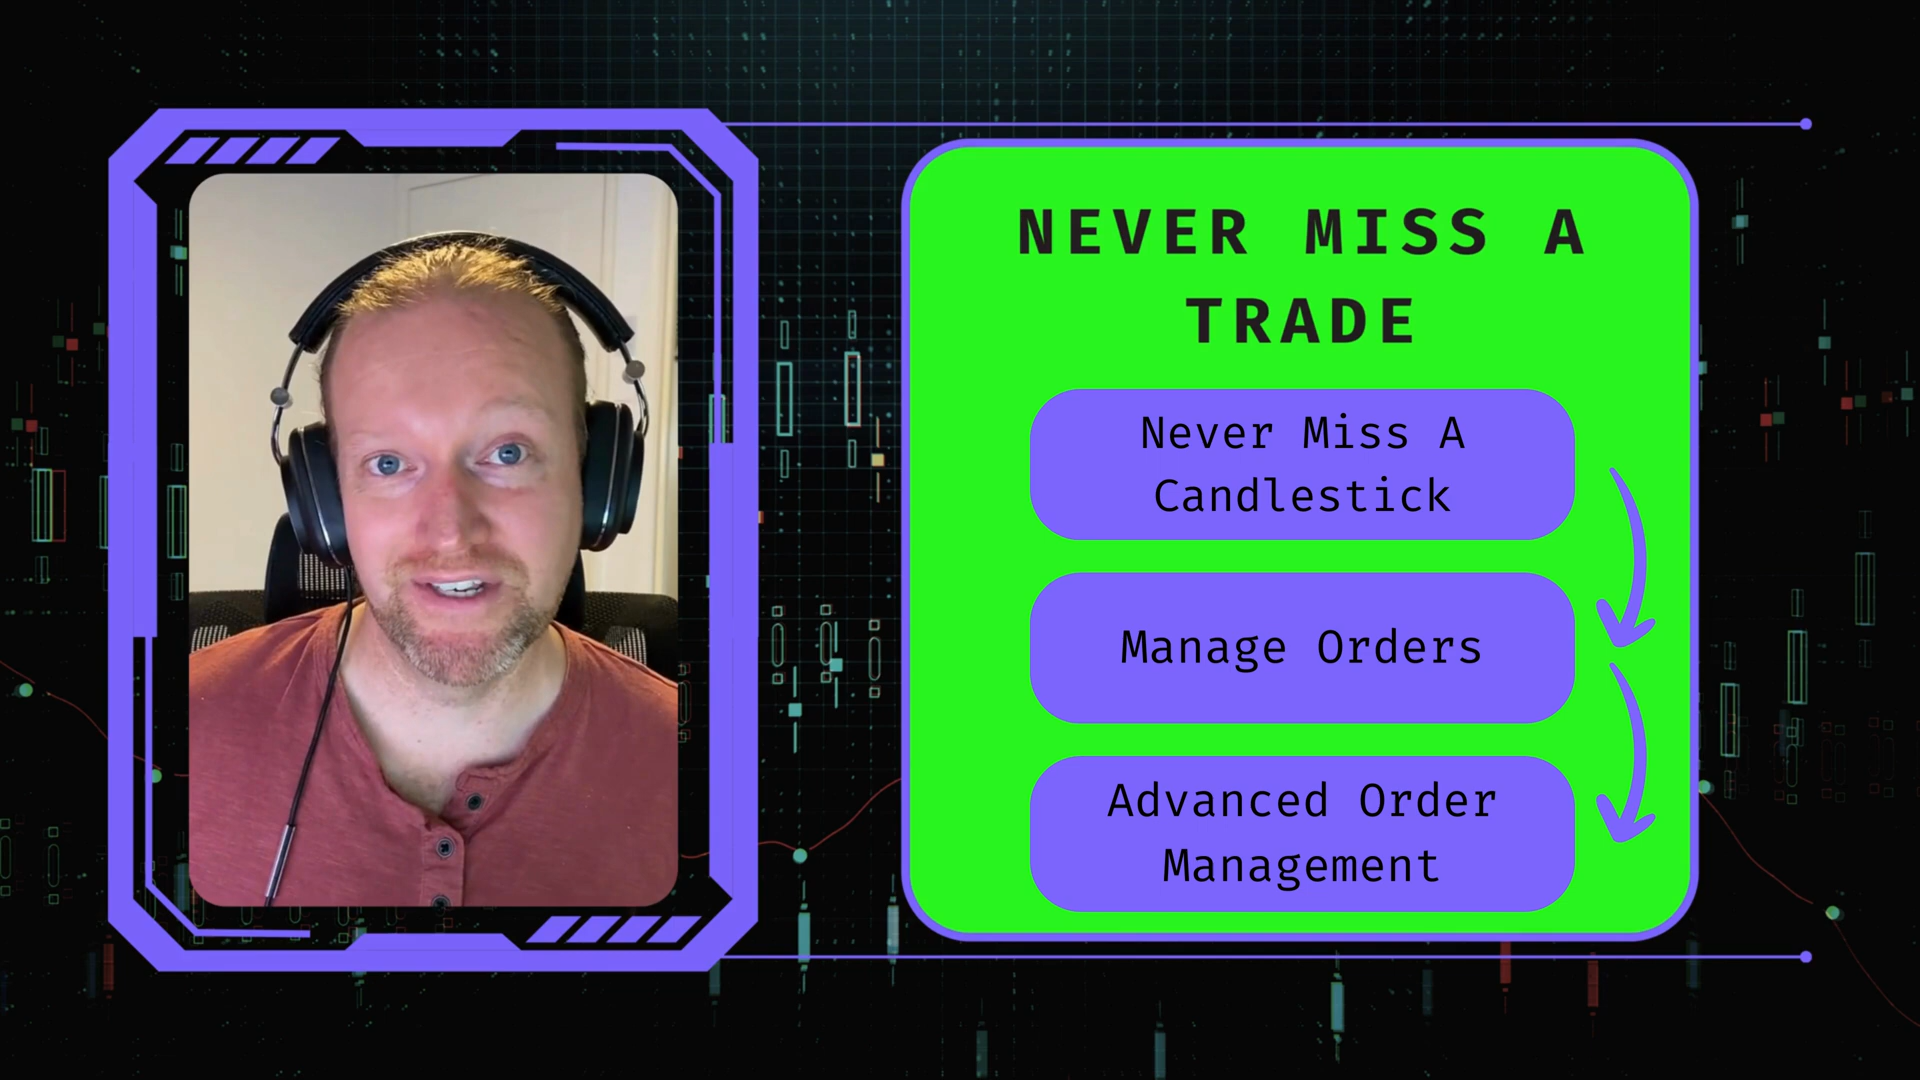 NEVER MISS A
TRADE
Never Miss A
Candlestick
Manage Orders
Advanced Order
Management